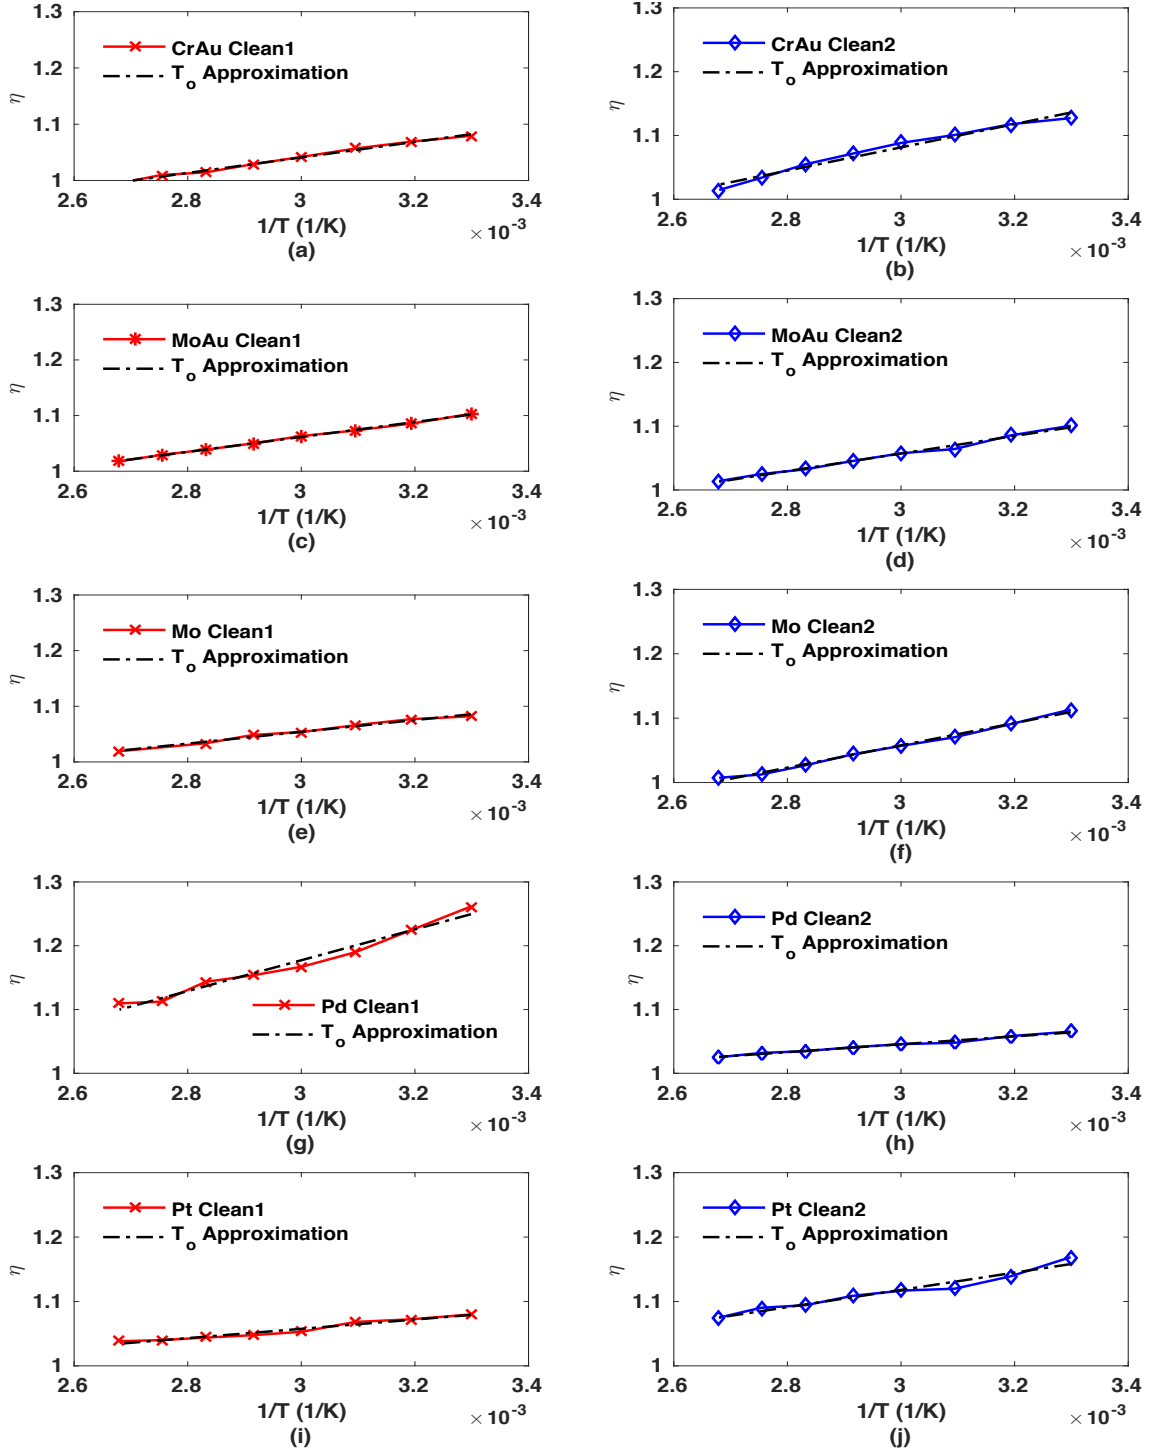 1.3
1.2
1.1
1
η
CrAu Clean1
T_o Approximation
2.6 2.8 3 3.2 3.4
1/T (1/K)
× 10^-3
(a)
1.3
1.2
1.1
1
η
CrAu Clean2
T_o Approximation
2.6 2.8 3 3.2 3.4
1/T (1/K)
× 10^-3
(b)
1.3
1.2
1.1
1
η
MoAu Clean1
T_o Approximation
2.6 2.8 3 3.2 3.4
1/T (1/K)
× 10^-3
(c)
1.3
1.2
1.1
1
η
MoAu Clean2
T_o Approximation
2.6 2.8 3 3.2 3.4
1/T (1/K)
× 10^-3
(d)
1.3
1.2
1.1
1
η
Mo Clean1
T_o Approximation
2.6 2.8 3 3.2 3.4
1/T (1/K)
× 10^-3
(e)
1.3
1.2
1.1
1
η
Mo Clean2
T_o Approximation
2.6 2.8 3 3.2 3.4
1/T (1/K)
× 10^-3
(f)
1.3
1.2
1.1
1
η
Pd Clean1
T_o Approximation
2.6 2.8 3 3.2 3.4
1/T (1/K)
× 10^-3
(g)
1.3
1.2
1.1
1
η
Pd Clean2
T_o Approximation
2.6 2.8 3 3.2 3.4
1/T (1/K)
× 10^-3
(h)
1.3
1.2
1.1
1
η
Pt Clean1
T_o Approximation
2.6 2.8 3 3.2 3.4
1/T (1/K)
× 10^-3
(i)
1.3
1.2
1.1
1
η
Pt Clean2
T_o Approximation
2.6 2.8 3 3.2 3.4
1/T (1/K)
× 10^-3
(j)